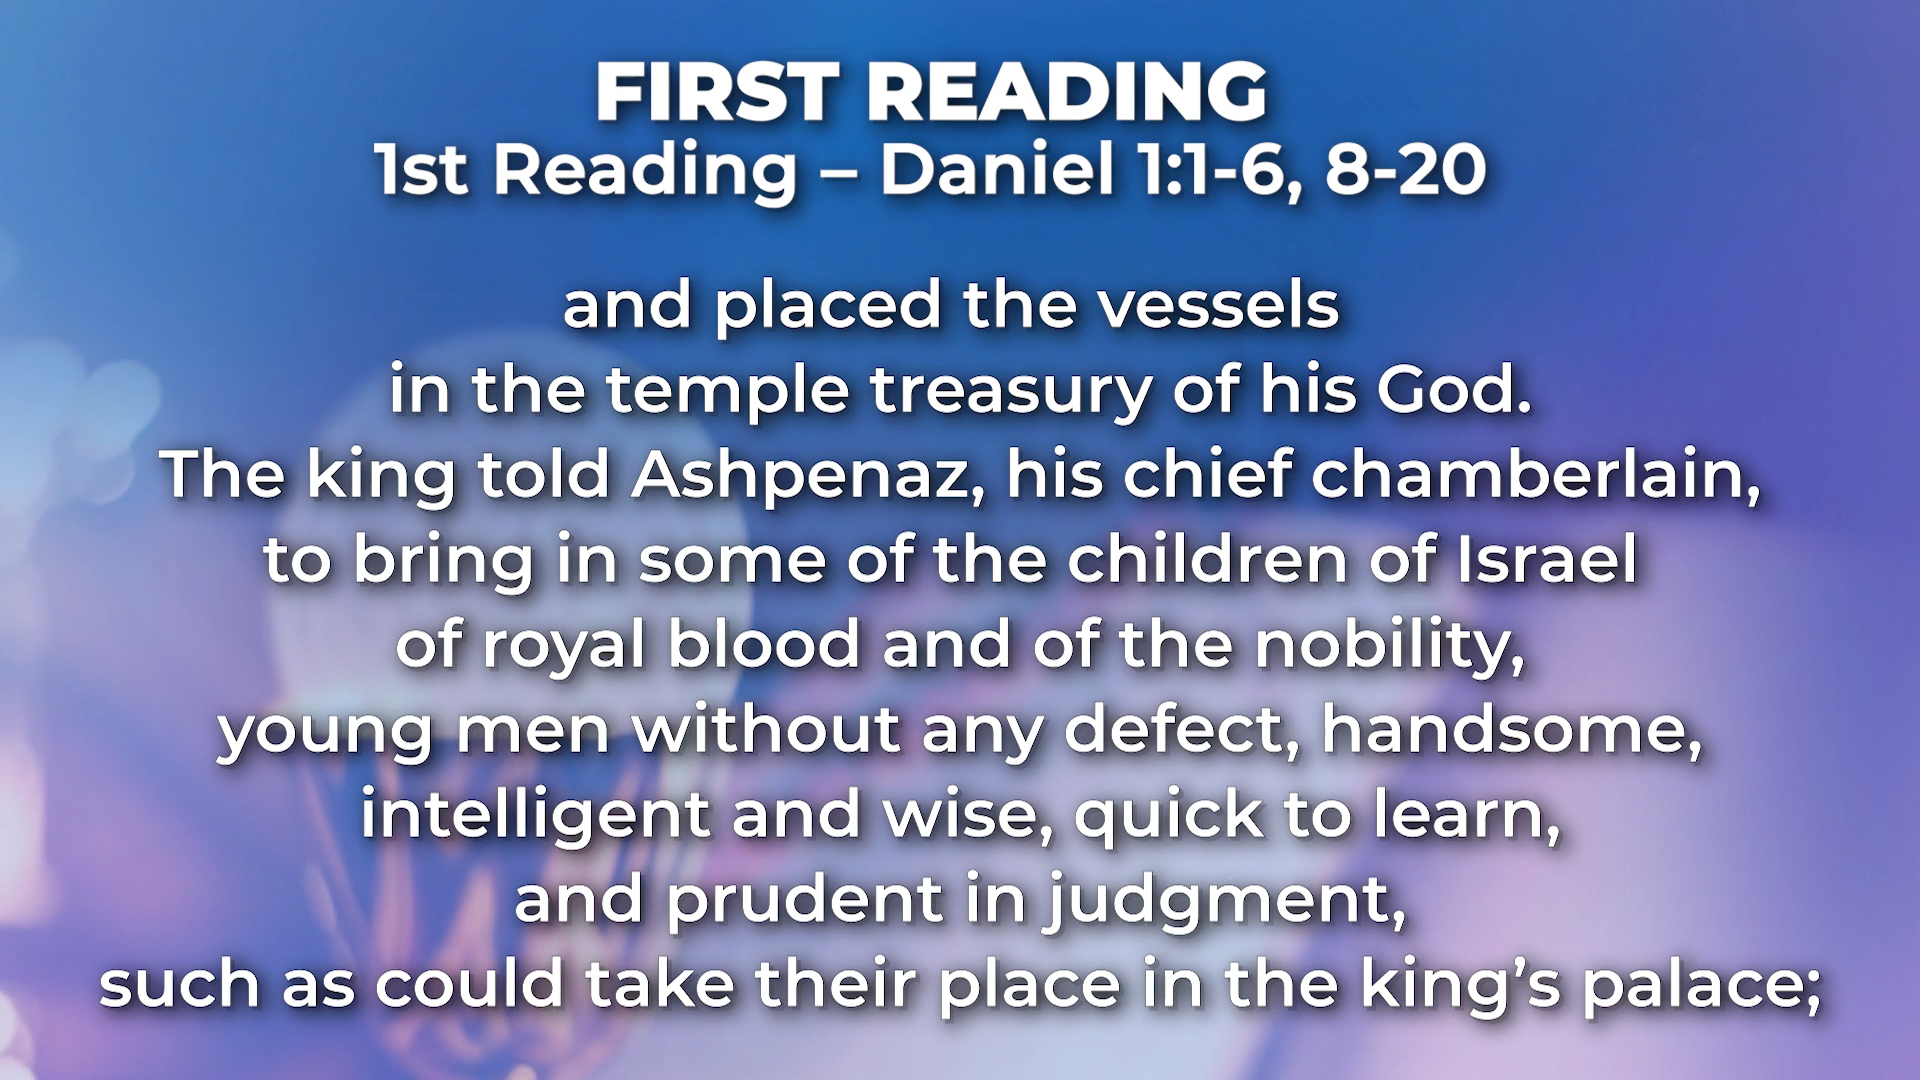 FIRST READING
1st Reading – Daniel 1:1-6, 8-20
and placed the vessels
in the temple treasury of his God.
The king told Ashpenaz, his chief chamberlain,
to bring in some of the children of Israel
of royal blood and of the nobility,
young men without any defect, handsome,
intelligent and wise, quick to learn,
and prudent in judgment,
such as could take their place in the king’s palace;